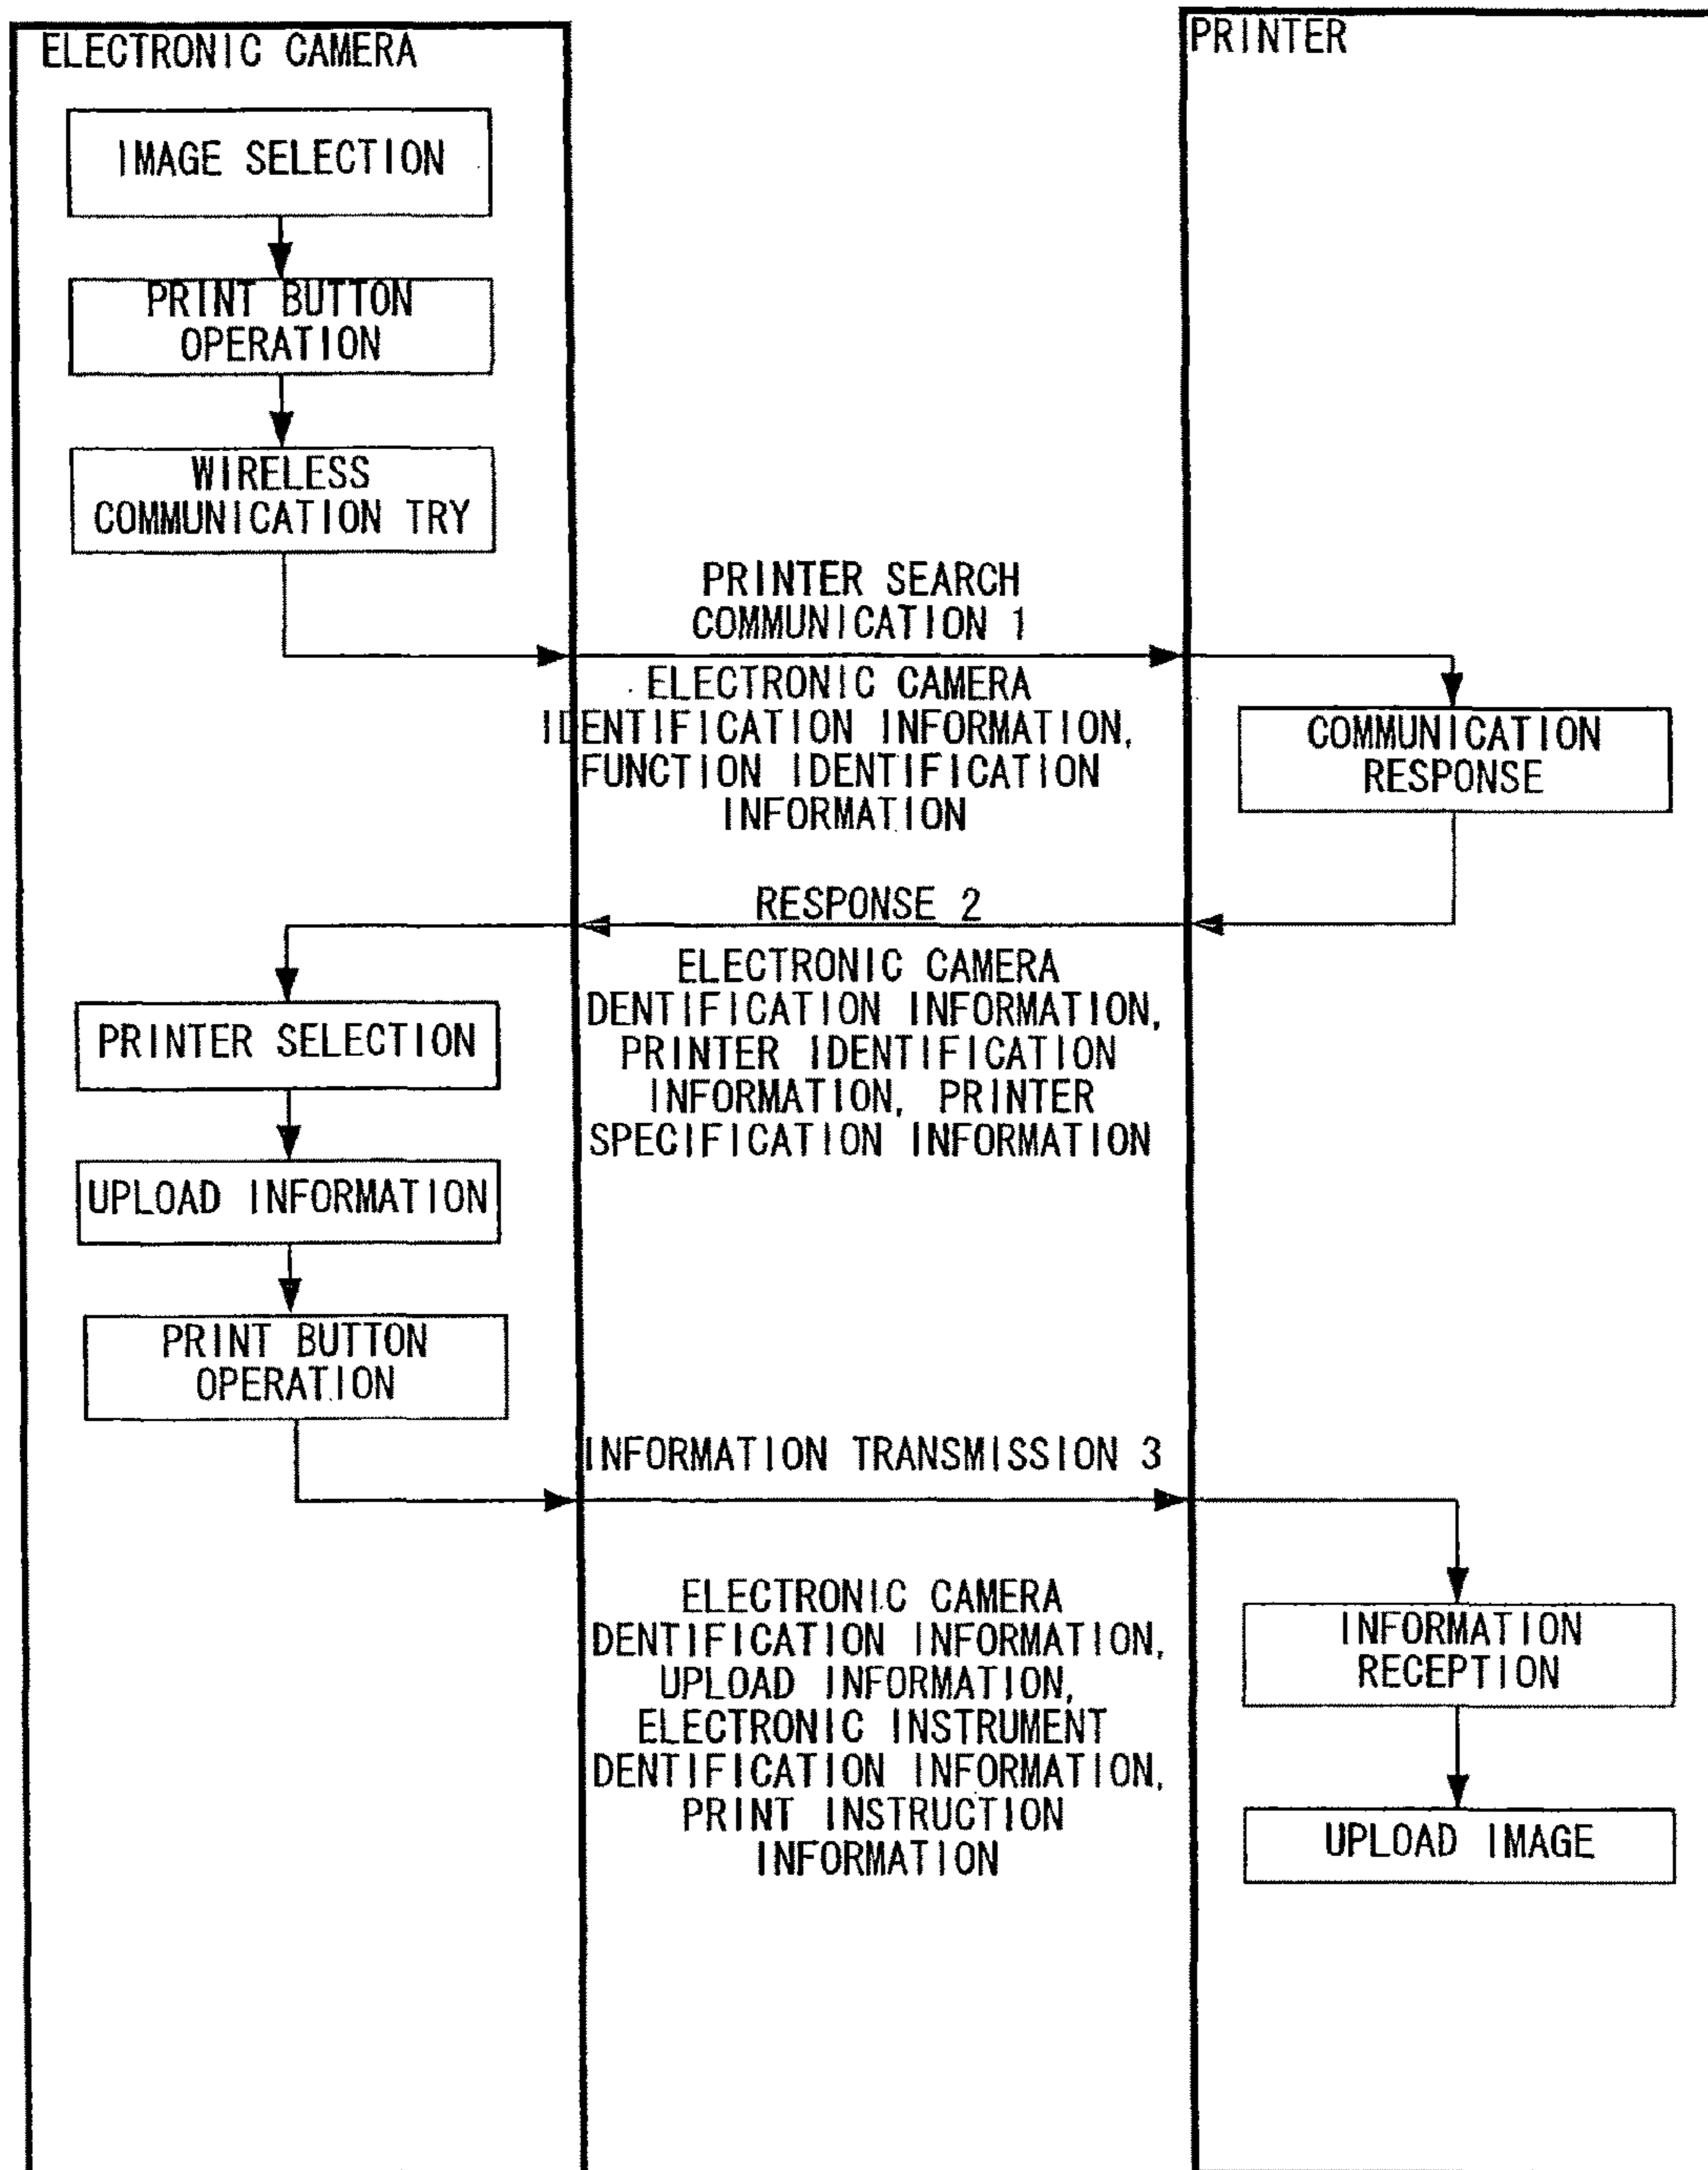 ELECTRONIC CAMERA
PRINTER
IMAGE SELECTION
PRINT BUTTON
OPERATION
WIRELESS
COMMUNICATION TRY
PRINTER SEARCH
COMMUNICATION 1
ELECTRONIC CAMERA
IDENTIFICATION INFORMATION,
FUNCTION IDENTIFICATION
INFORMATION
COMMUNICATION
RESPONSE
RESPONSE 2
ELECTRONIC CAMERA
DENTIFICATION INFORMATION,
PRINTER IDENTIFICATION
INFORMATION, PRINTER
SPECIFICATION INFORMATION
PRINTER SELECTION
UPLOAD INFORMATION
PRINT BUTTON
OPERATION
INFORMATION TRANSMISSION 3
ELECTRONIC CAMERA
DENTIFICATION INFORMATION,
UPLOAD INFORMATION,
ELECTRONIC INSTRUMENT
DENTIFICATION INFORMATION,
PRINT INSTRUCTION
INFORMATION
INFORMATION
RECEPTION
UPLOAD IMAGE